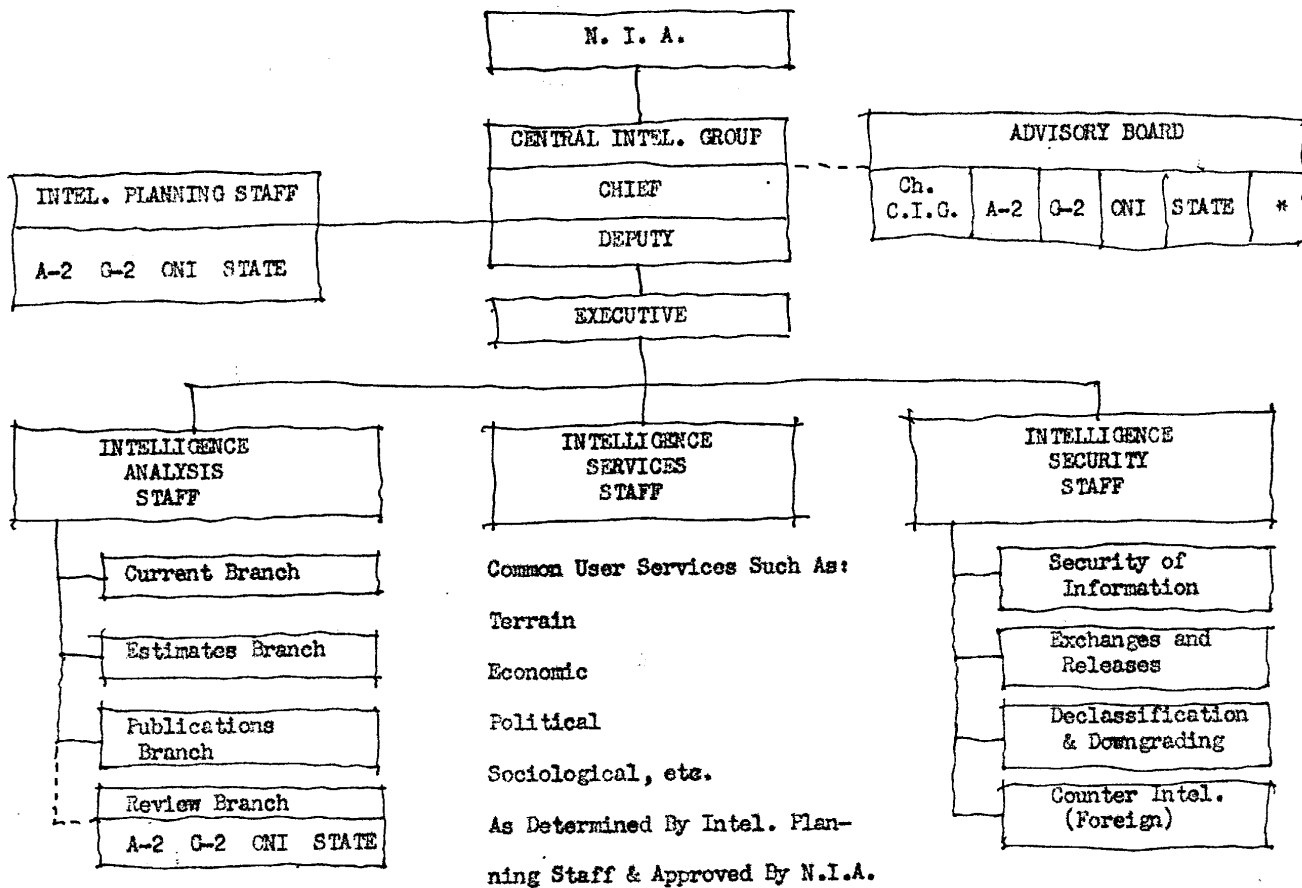 N. I. A.
CENTRAL INTEL. GROUP
CHIEF
DEPUTY
ADVISORY BOARD
Ch.
C.I.G.
A-2
G-2
ONI
STATE
*
INTEL. PLANNING STAFF
A-2 G-2 ONI STATE
EXECUTIVE
INTELLIGENCE
ANALYSIS
STAFF
Current Branch
Estimates Branch
Publications
Branch
Review Branch
A-2 G-2 ONI STATE
INTELLIGENCE
SERVICES
STAFF
Common User Services Such As:
Terrain
Economic
Political
Sociological, etc.
As Determined By Intel. Plan-
ning Staff & Approved By N.I.A.
INTELLIGENCE
SECURITY
STAFF
Security of
Information
Exchanges and
Releases
Declassification
& Downgrading
Counter Intel.
(Foreign)